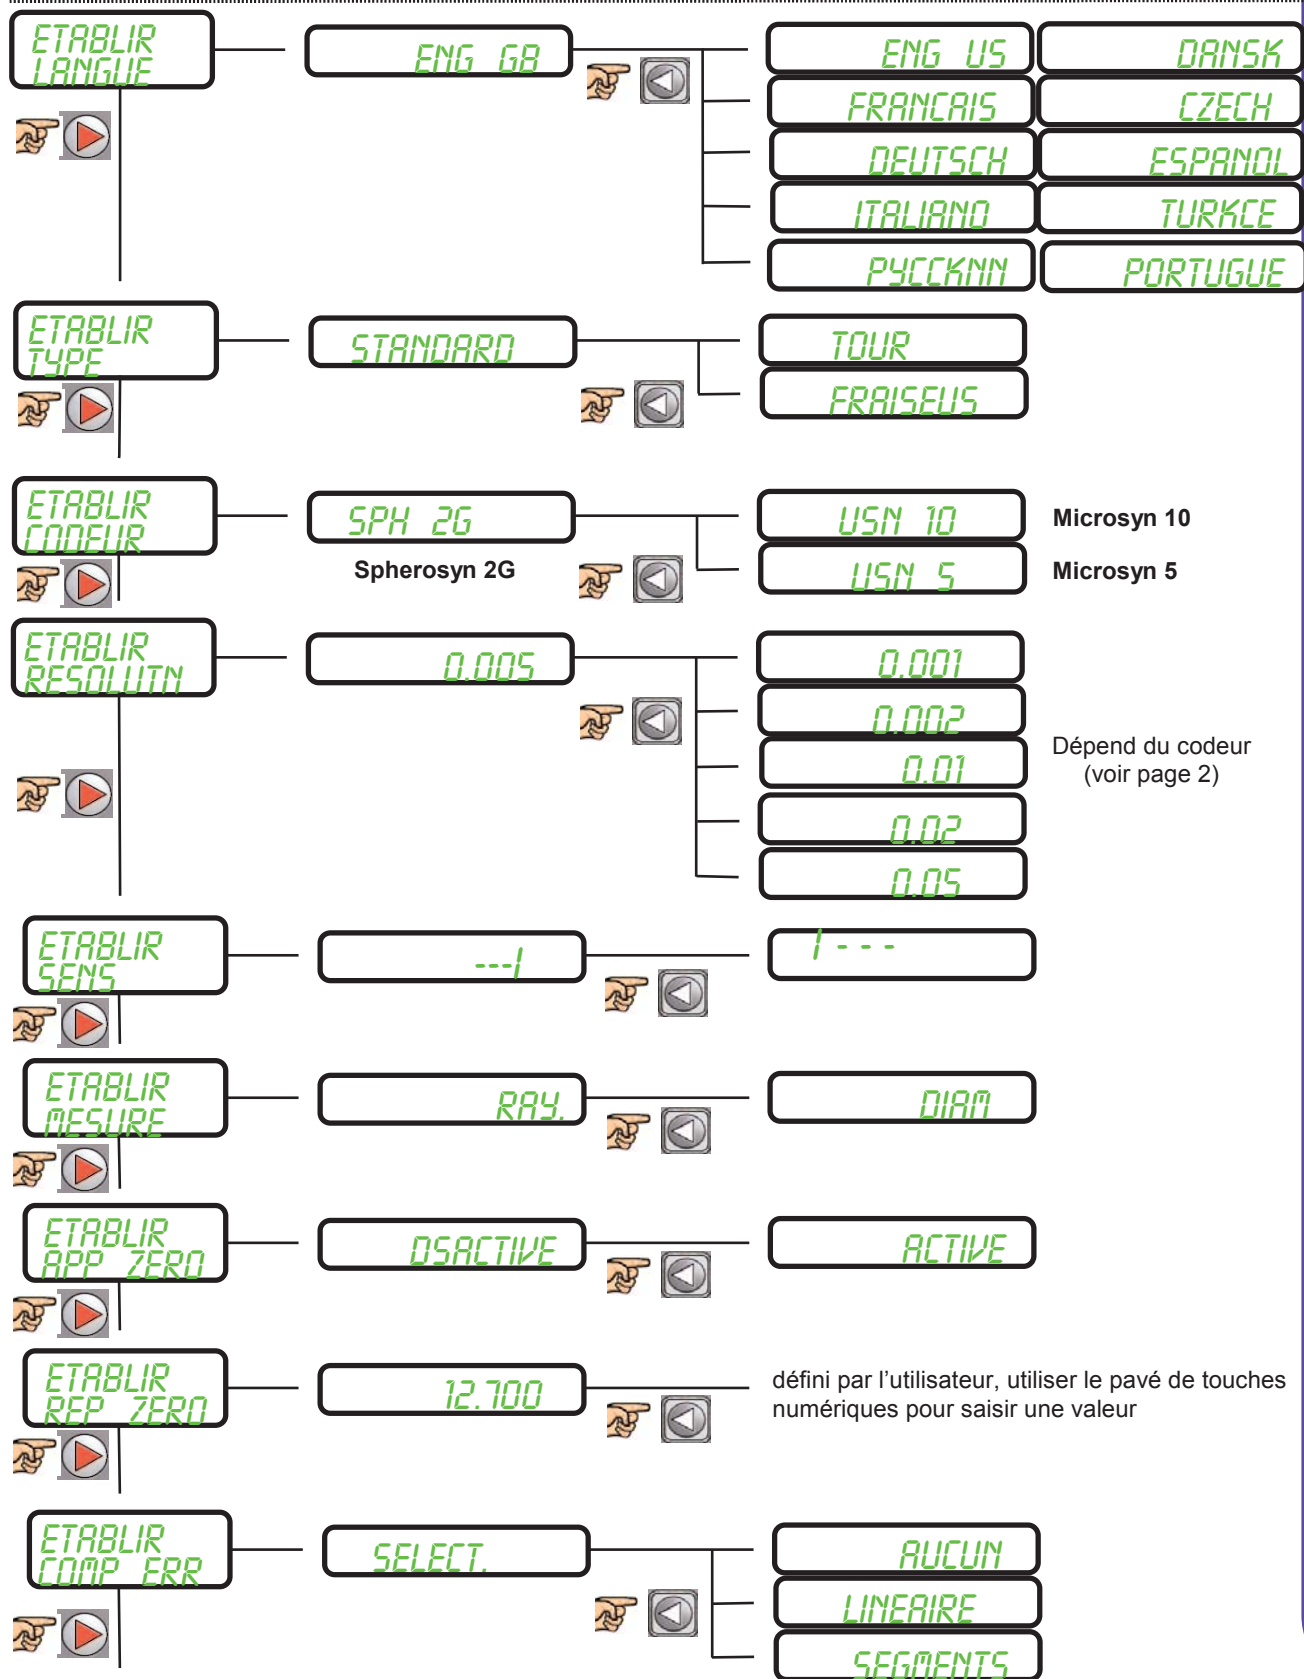 ETABLIR
LANGUE
ENG GB
ENG US
DANSK
FRANCAIS
CZECH
DEUTSCH
ESPANOL
ITALIANO
TURKCE
РУССКNN
PORTUGUE
ETABLIR
TYPE
STANDARD
TOUR
FRAISEUS
ETABLIR
CODEUR
SPH 2G
Spherosyn 2G
USN 10
Microsyn 10
USN 5
Microsyn 5
ETABLIR
RESOLUTN
0.005
0.001
0.002
0.01
0.02
0.05
Dépend du codeur
(voir page 2)
ETABLIR
SENS
---I
I---
ETABLIR
MESURE
RAY.
DIAM
ETABLIR
APP ZERO
DSACTIVE
ACTIVE
ETABLIR
REP ZERO
12.700
défini par l'utilisateur, utiliser le pavé de touches
numériques pour saisir une valeur
ETABLIR
COMP ERR
SELECT.
AUCUN
LINEAIRE
SEGMENTS